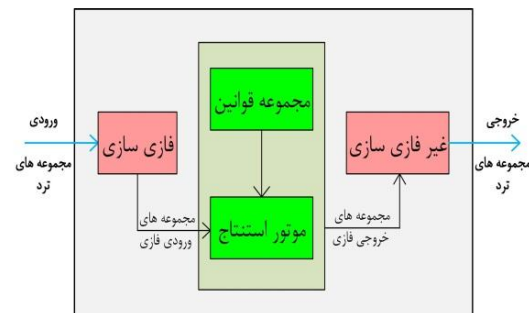 مجموعه قوانین
ورودی
مجموعه های
ترد
فازی سازی
غیر فازی سازی
خروجی
مجموعه های
ترد
مجموعه های
ورودی فازی
موتور استنتاج
مجموعه های
خروجی فازی